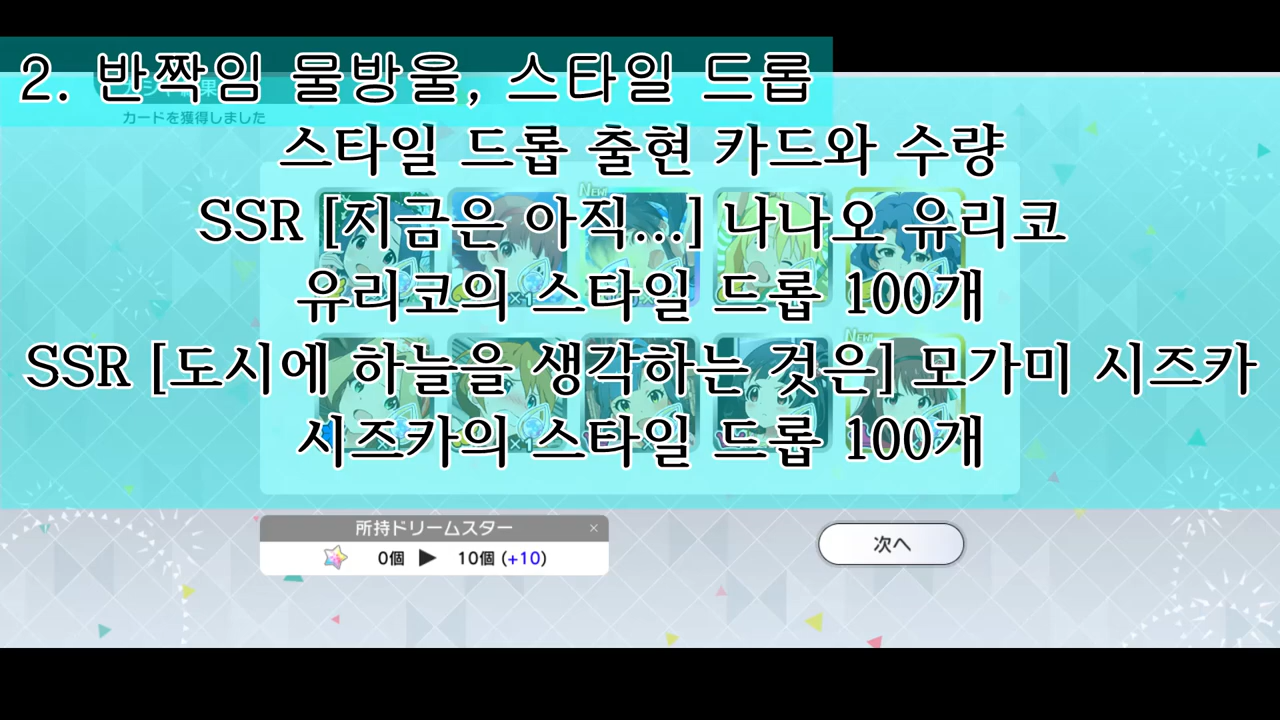 2. 반짝임 물방울, 스타일 드롭
カードを獲得しました
스타일 드롭 출현 카드와 수량
SSR [지금은 아직...] 나나오 유리코
유리코의 스타일 드롭 100개
SSR [도시에 하늘을 생각하는 것은] 모가미 시즈카
시즈카의 스타일 드롭 100개
所持ドリームスター ×
0個 ▶ 10個 (+10)
次へ